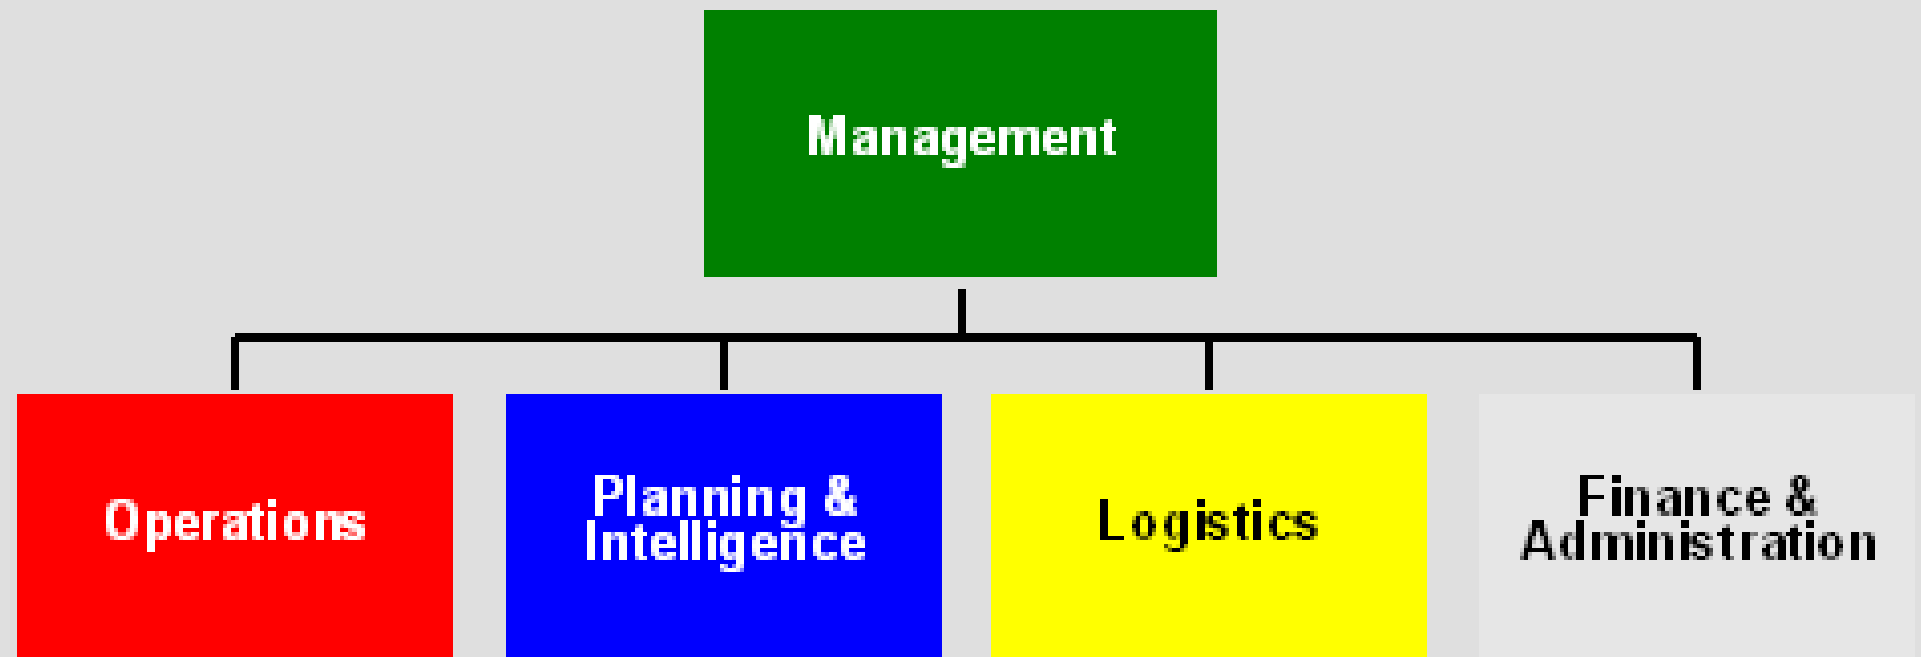 Management
Operations
Planning &
Intelligence
Logistics
Finance &
Administration